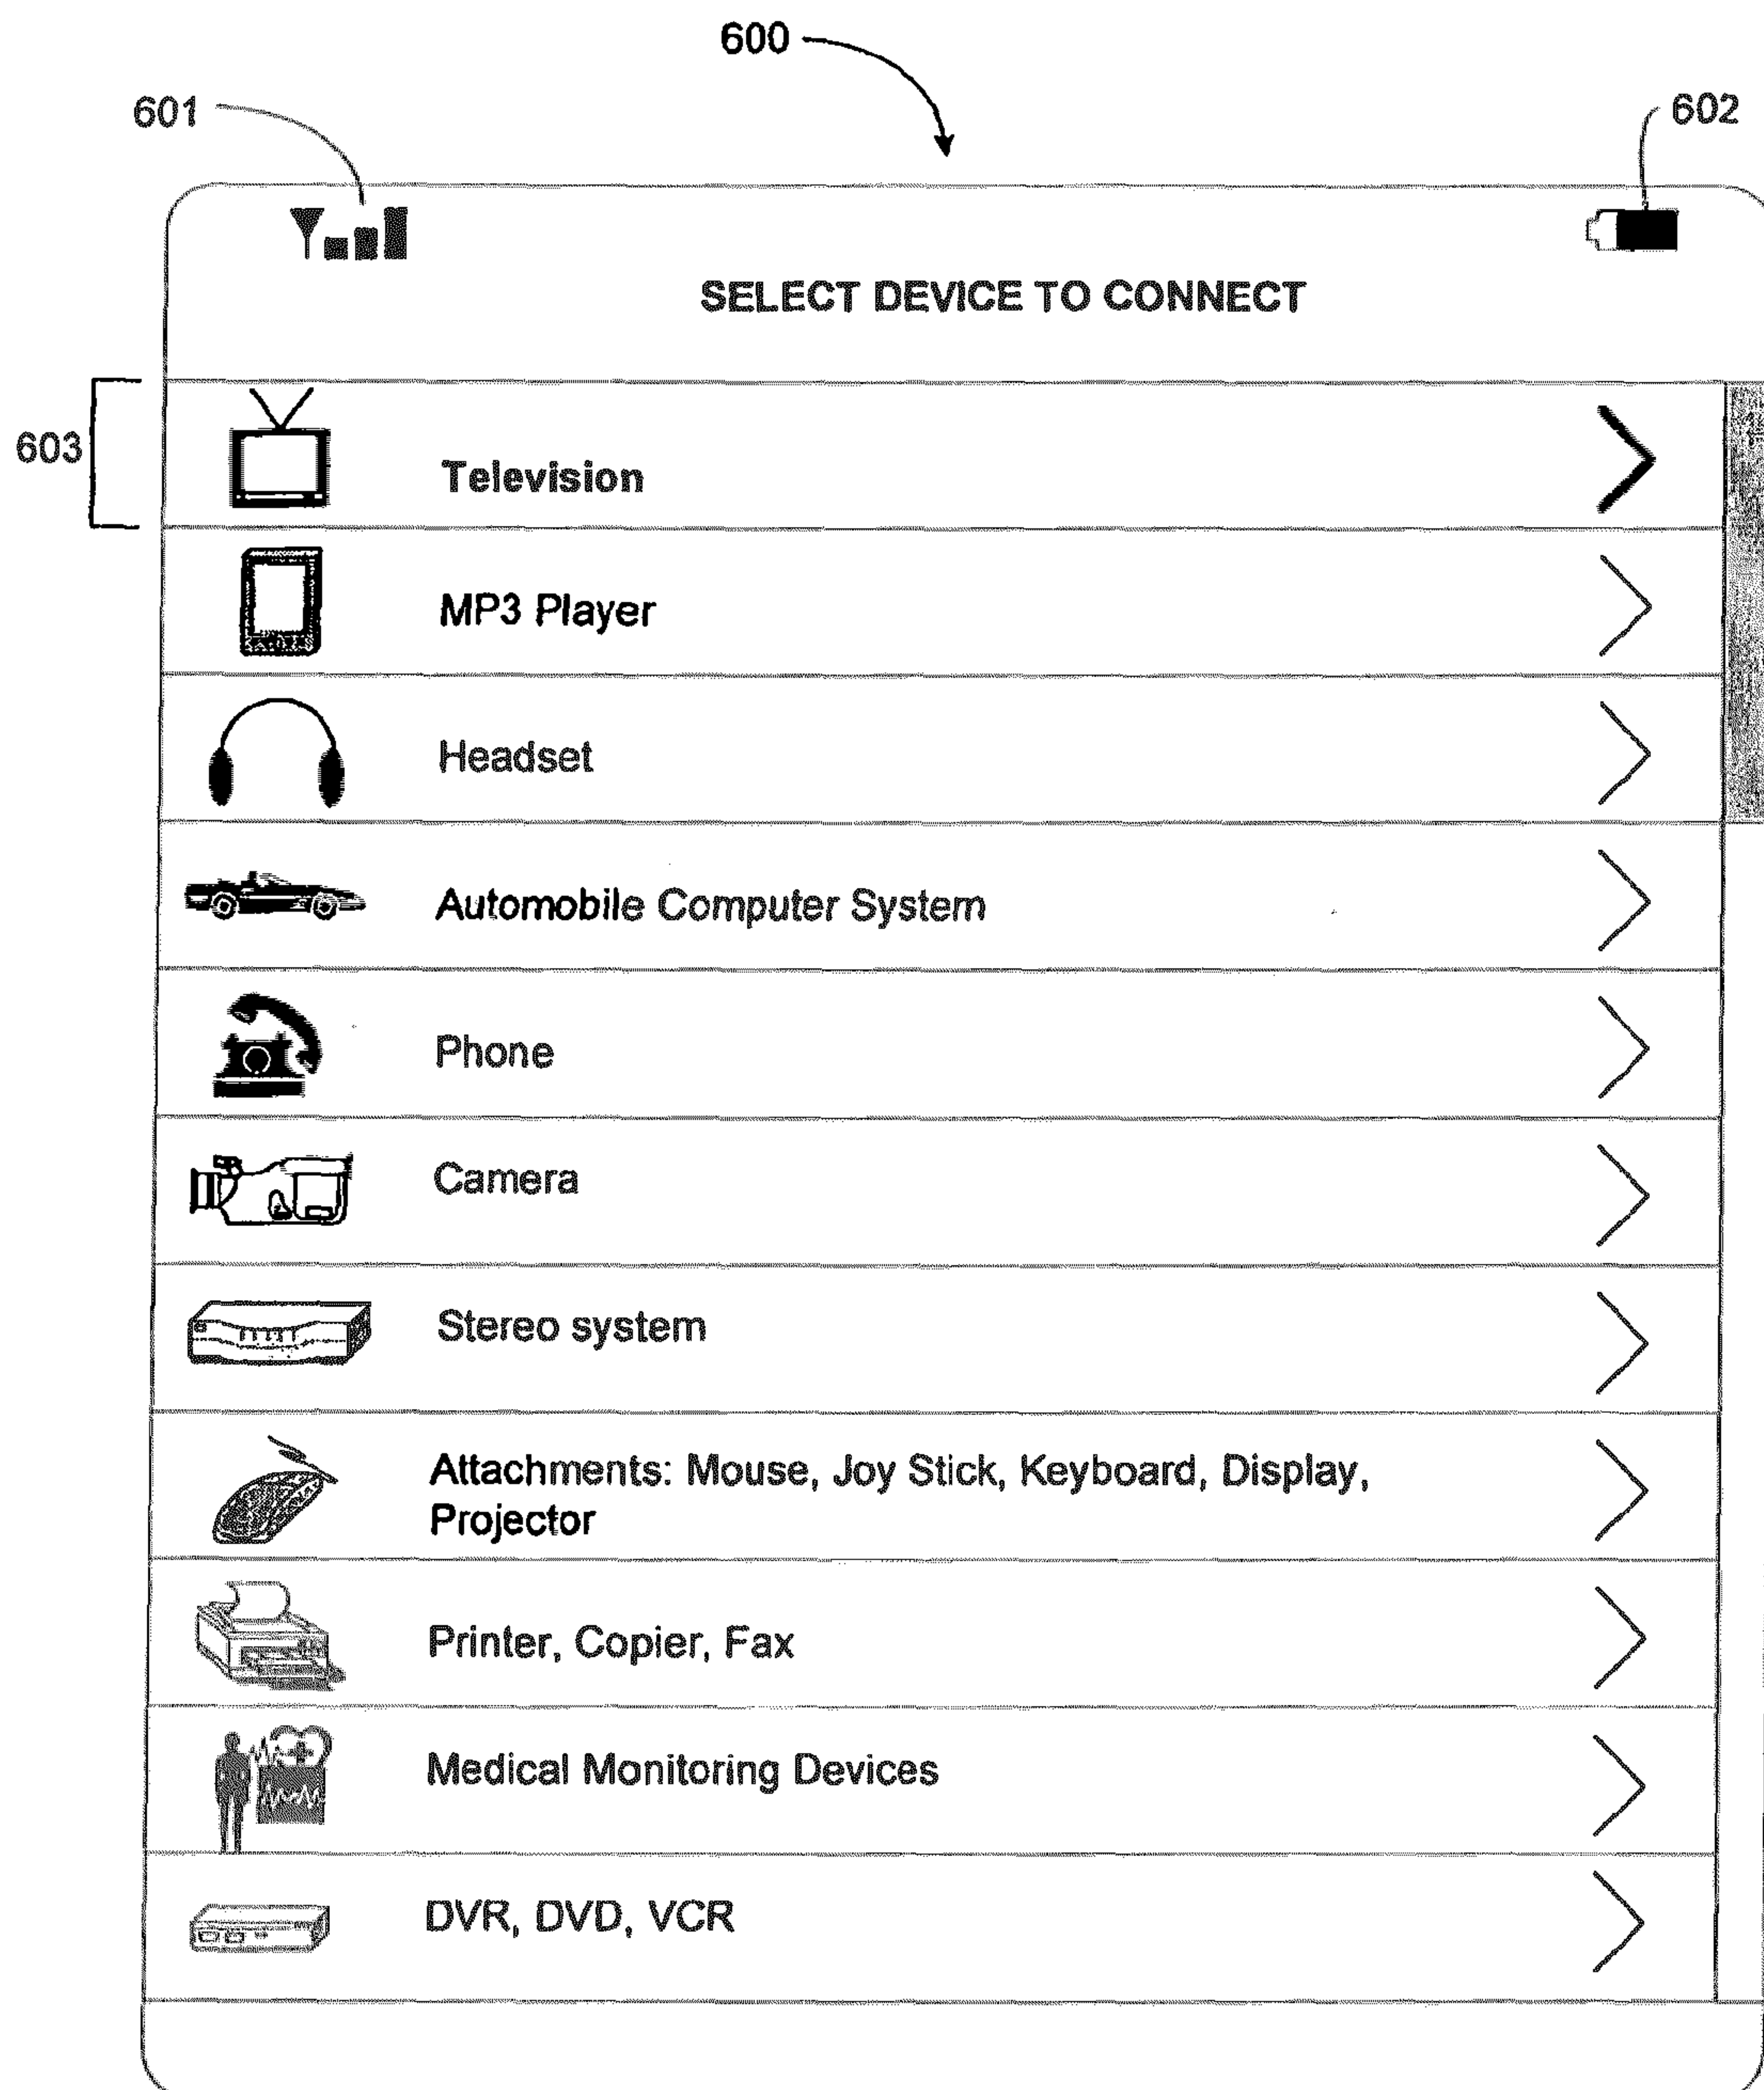 600
601
602
SELECT DEVICE TO CONNECT
603
Television
MP3 Player
Headset
Automobile Computer System
Phone
Camera
Stereo system
Attachments: Mouse, Joy Stick, Keyboard, Display,
Projector
Printer, Copier, Fax
Medical Monitoring Devices
DVR, DVD, VCR